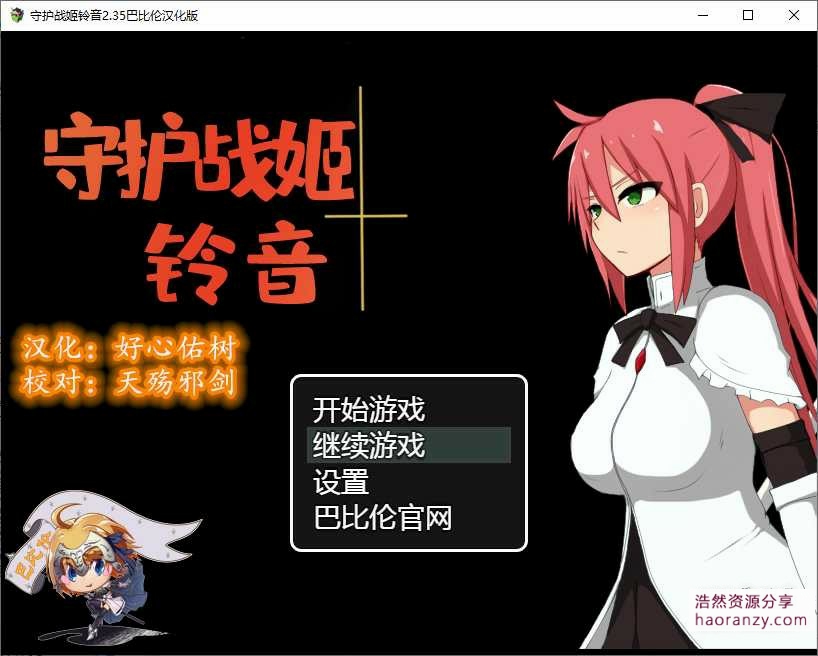 守护战姬铃音2.35巴比伦汉化版
守护战姬
铃音
汉化：好心佑树
校对：天殇邪剑
开始游戏
继续游戏
设置
巴比伦官网
巴比伦
浩然资源分享
haoranzy.com